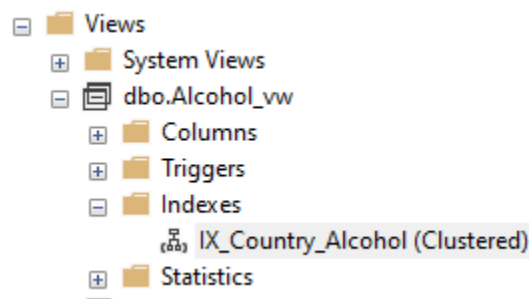 Views
System Views
dbo.Alcohol_vw
Columns
Triggers
Indexes
IX_Country_Alcohol (Clustered)
Statistics